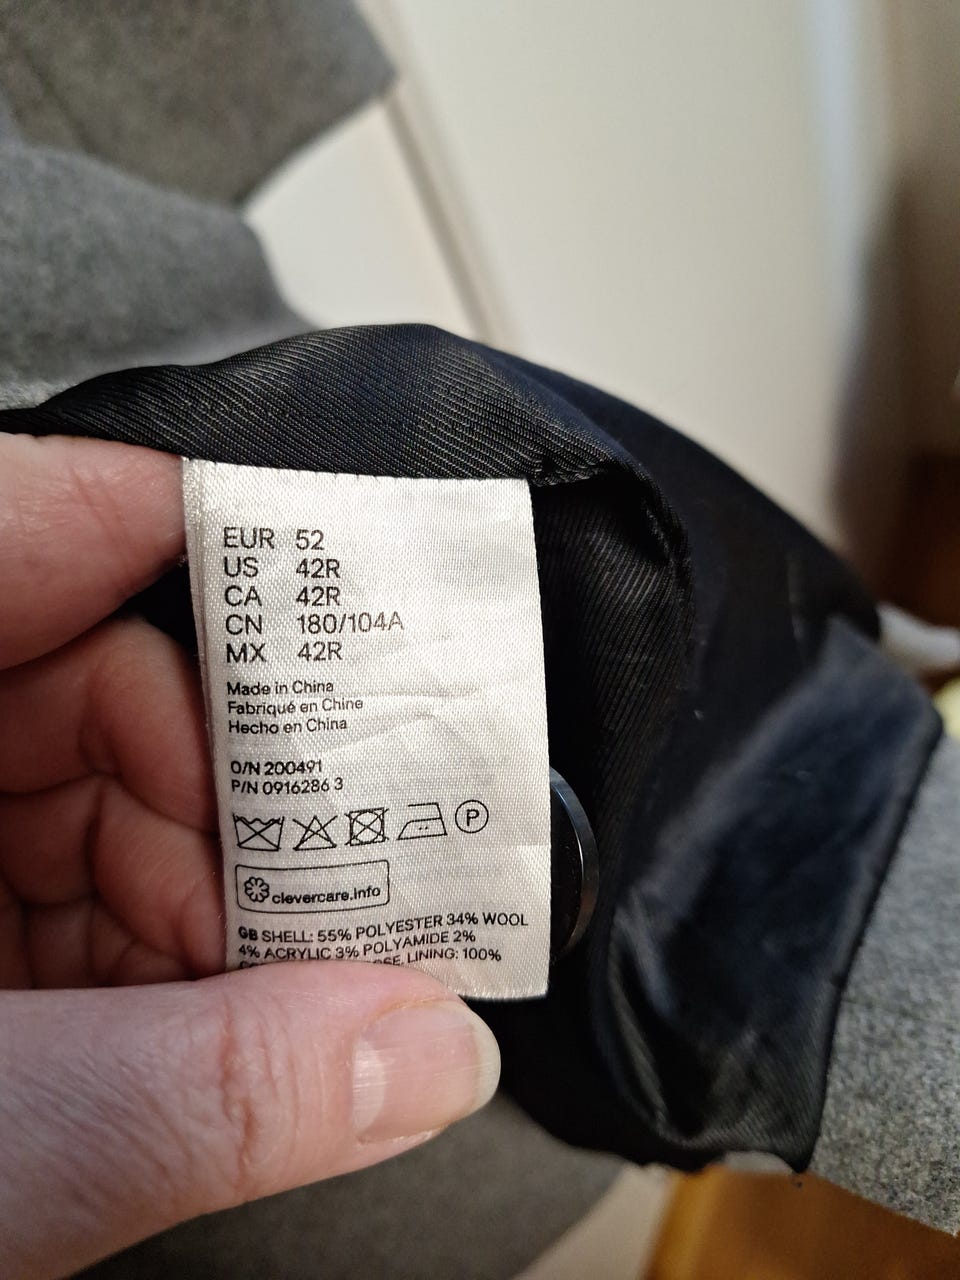 EUR 52
US 42R
CA 42R
CN 180/104A
MX 42R
Made in China
Fabriqué en Chine
Hecho en China
O/N 200491
P/N 0916286 3
P
clevercare.info
GB SHELL: 55% POLYESTER 34% WOOL
4% ACRYLIC 3% POLYAMIDE 2%
LINING: 100%